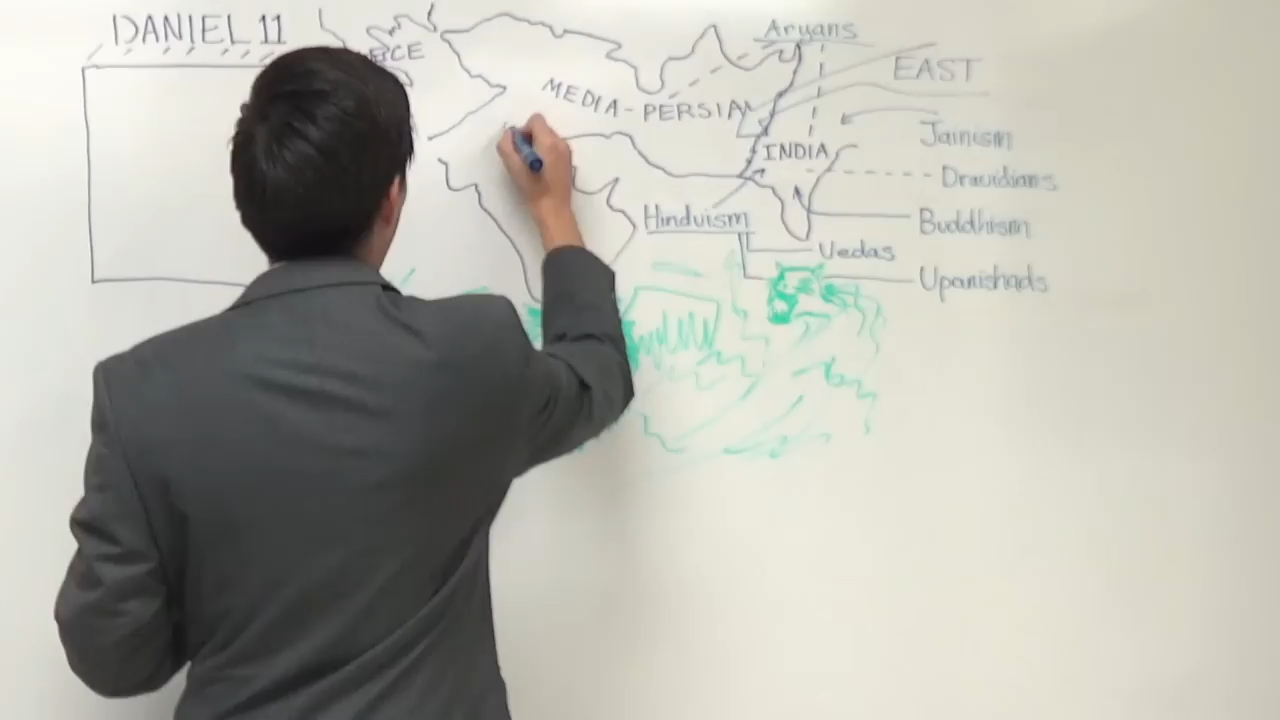 DANIEL 11
Aryans
EAST
MEDIA-PERSIA
Jainism
INDIA
Dravidians
Hinduism
Buddhism
Vedas
Upanishads